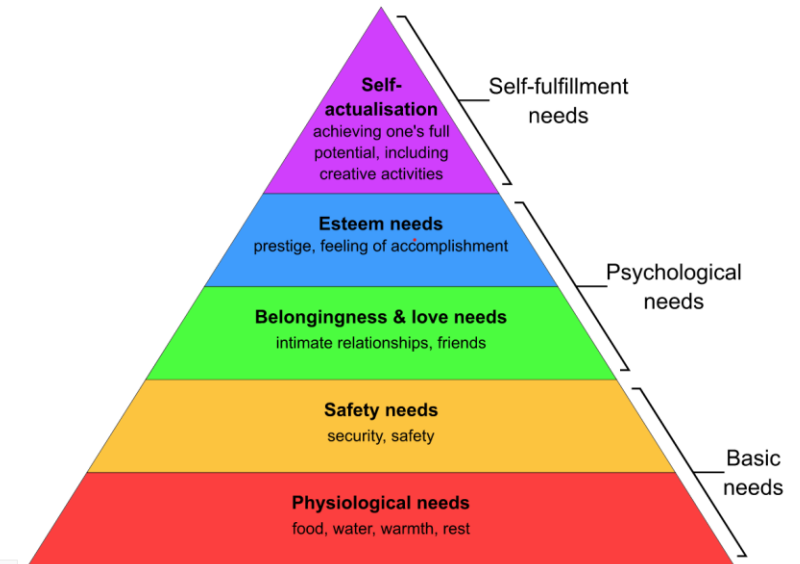 Self-
actualisation
achieving one's full
potential, including
creative activities
Self-fulfillment
needs
Esteem needs
prestige, feeling of accomplishment
Psychological
needs
Belongingness & love needs
intimate relationships, friends
Safety needs
security, safety
Basic
needs
Physiological needs
food, water, warmth, rest